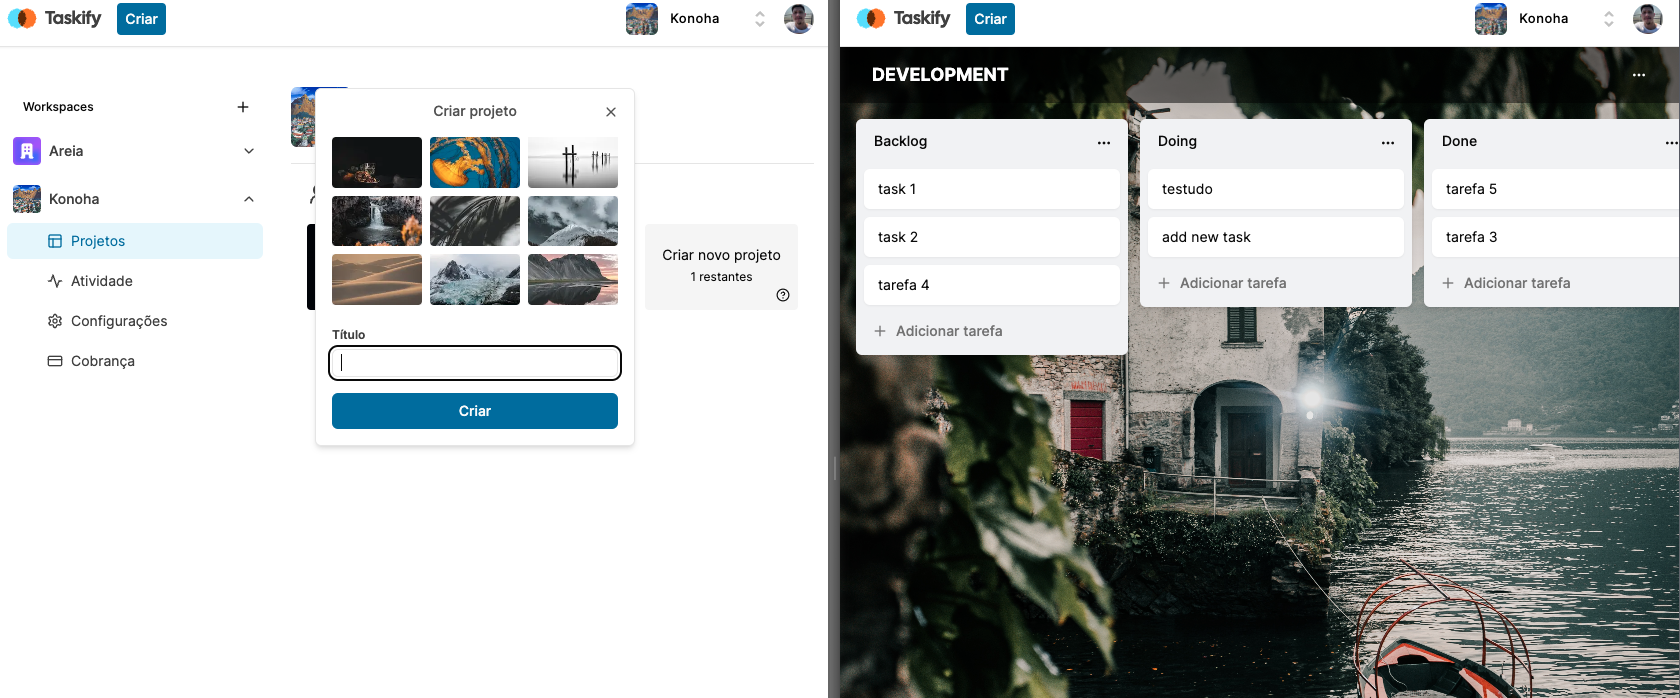 Taskify
Criar
Konoha
Workspaces
Areia
Konoha
Projetos
Atividade
Configurações
Cobrança
Criar projeto
Título
Criar
Criar novo projeto
1 restantes
Taskify
Criar
Konoha
DEVELOPMENT
Backlog
task 1
task 2
tarefa 4
Adicionar tarefa
Doing
testudo
add new task
Adicionar tarefa
Done
tarefa 5
tarefa 3
Adicionar tarefa